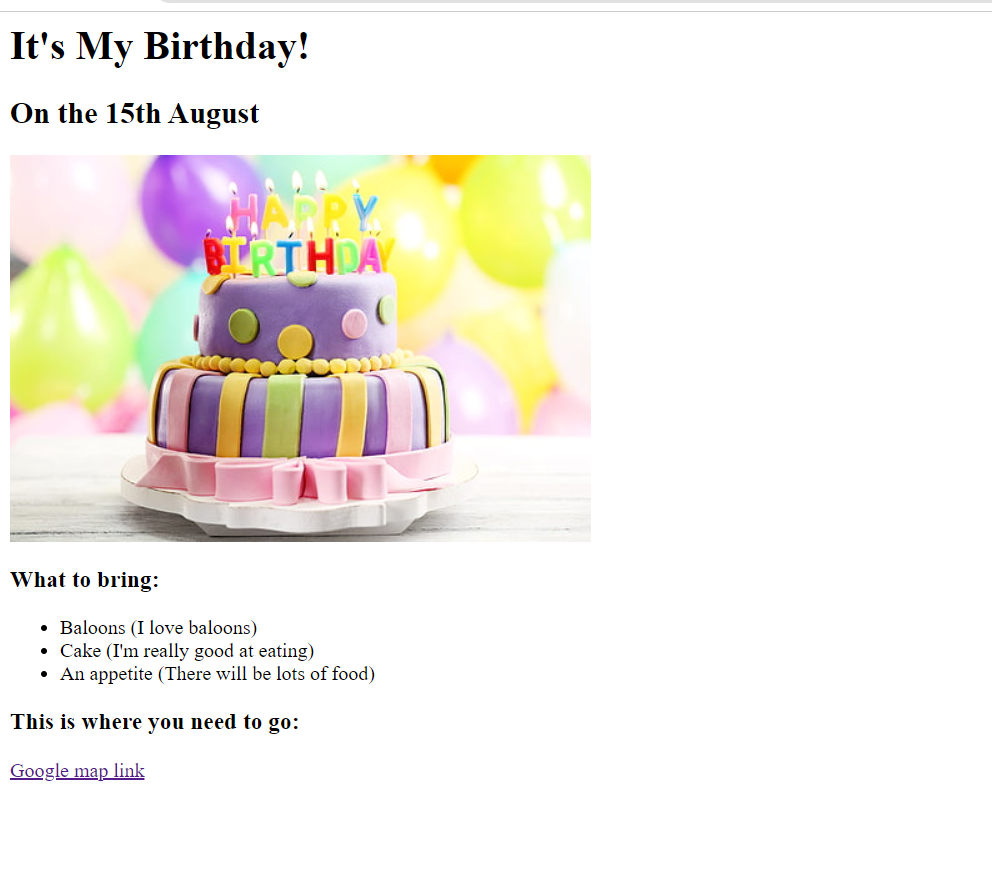 It's My Birthday!
On the 15th August
HAPPY
BIRTHDAY
What to bring:
Baloons (I love baloons)
Cake (I'm really good at eating)
An appetite (There will be lots of food)
This is where you need to go:
Google map link